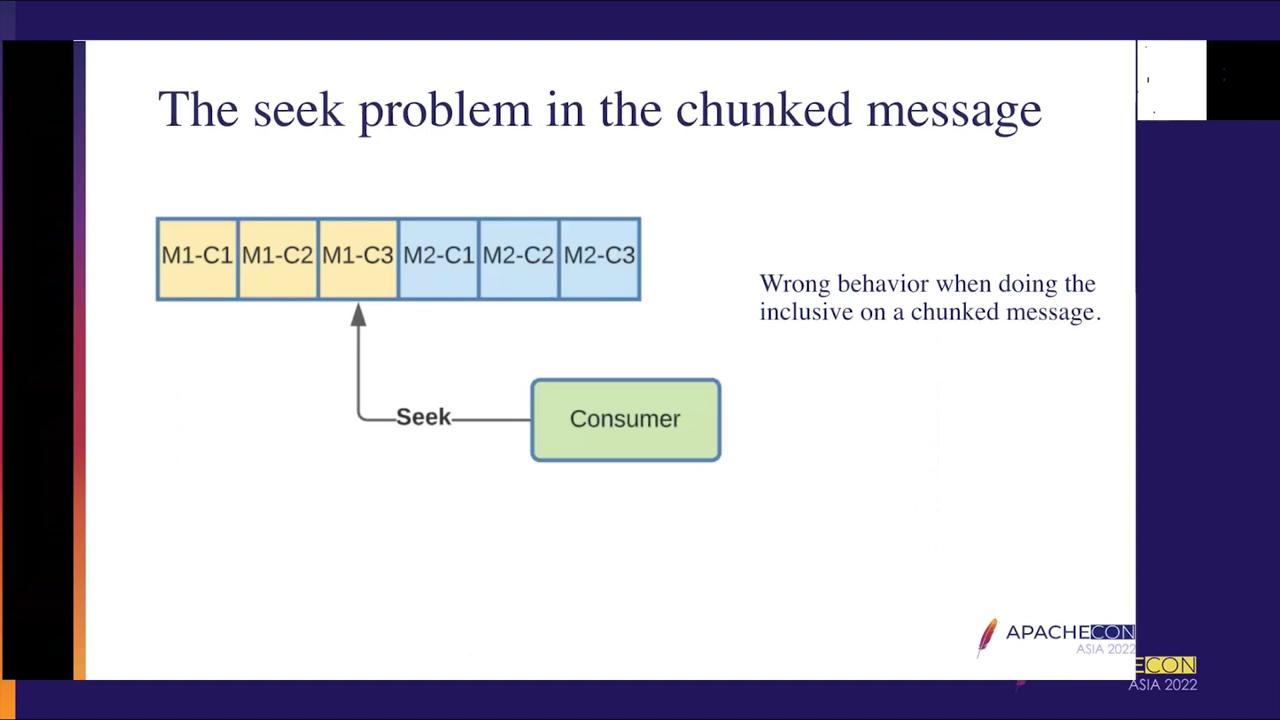 The seek problem in the chunked message
M1-C1 M1-C2 M1-C3 M2-C1 M2-C2 M2-C3
Wrong behavior when doing the
inclusive on a chunked message.
Seek
Consumer
APACHECON
ASIA 2022
ECON
ASIA 2022